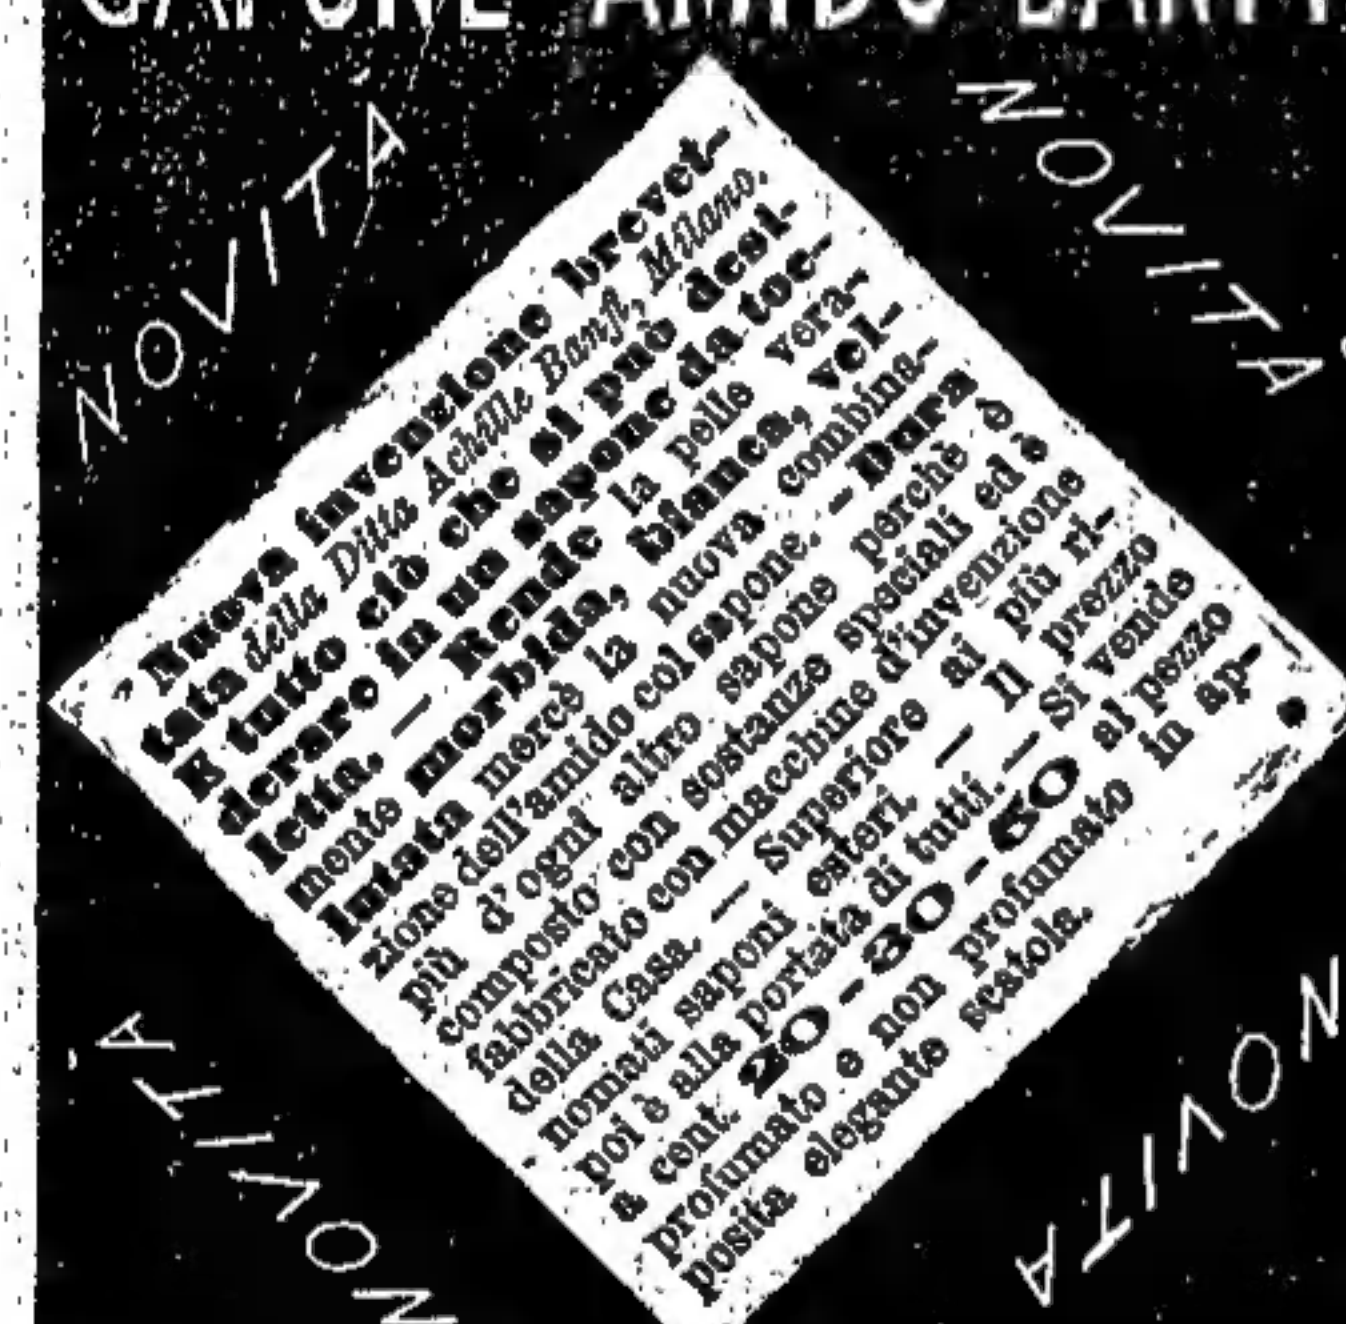 SAPONE AMIDO BANFI
NOVITÀ
NOVITA
Nuova invenzione brevet-
tata della Ditta Achille Banfi, Milano.
E tutto ciò che si può desi-
derare in un sapone da toe-
letta. — Rende la pelle vera-
mente morbida, bianca, vel-
lutata mercè la nuova combina-
zione dell'amido col sapone. - Dura
più d'ogni altro sapone perchè è
composto con sostanze speciali ed è
fabbricato con macchine d'invenzione
della Casa. — Superiore ai più ri-
nomati saponi esteri. — Il prezzo
poi è alla portata di tutti. — Si vende
a cent. 20-30-50 al pezzo
profumato e non profumato in ap-
posita elegante scatola.
NOVITA
NOVITA